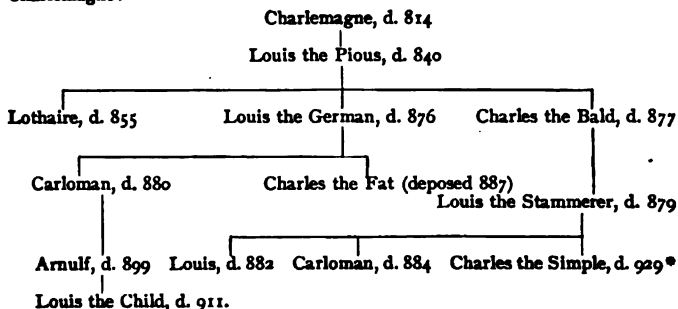 Charlemagne, d. 814
Louis the Pious, d. 840
Lothaire, d. 855 Louis the German, d. 876 Charles the Bald, d. 877
Carloman, d. 880 Charles the Fat (deposed 887)
Louis the Stammerer, d. 879
Arnulf, d. 899 Louis, d. 882 Carloman, d. 884 Charles the Simple, d. 929*
Louis the Child, d. 911.